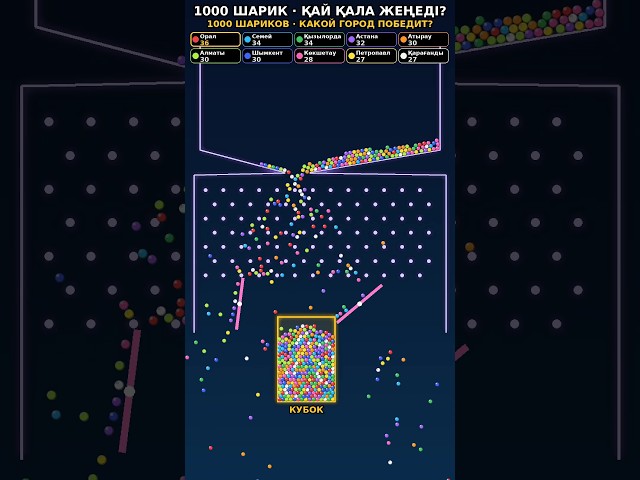 1000 ШАРИК · ҚАЙ ҚАЛА ЖЕҢЕДІ?
1000 ШАРИКОВ · КАКОЙ ГОРОД ПОБЕДИТ?
Орал Семей Қызылорда Астана Атырау
36 34 34 32 30
Алматы Шымкент Көкшетау Петропавл Қарағанды
30 30 28 27 27
КУБОК